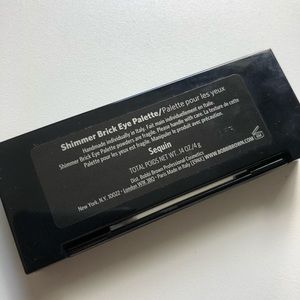 Shimmer Brick Eye Palette/Palette pour les yeux
Handmade individually in Italy. Fait main individuellement en Italie.
Shimmer Brick Eye Palette powders are fragile. Please handle with care. La texture de cette
Palette pour les yeux est fragile. Manipuler avec précaution.
Sequin
TOTAL POIDS NET WT .14 OZ./4 g
Dist. Bobbi Brown Professional Cosmetics
New York, N.Y. 10022 • London W1K 3BQ • Paris Made in Italy WWW.BOBBIBROWN.COM